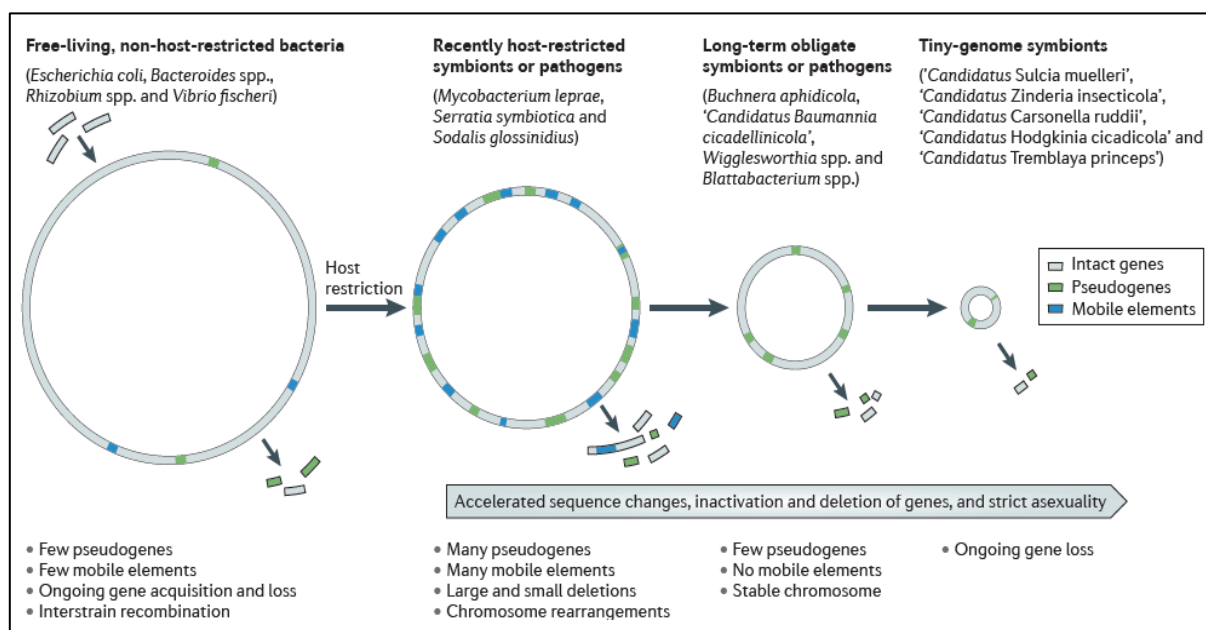 Free-living, non-host-restricted bacteria
(Escherichia coli, Bacteroides spp.,
Rhizobium spp. and Vibrio fischeri)
Recently host-restricted
symbionts or pathogens
(Mycobacterium leprae,
Serratia symbiotica and
Sodalis glossinidius)
Long-term obligate
symbionts or pathogens
(Buchnera aphidicola,
‘Candidatus Baumannia
cicadellinicola’,
Wigglesworthia spp. and
Blattabacterium spp.)
Tiny-genome symbionts
(‘Candidatus Sulcia muelleri’,
‘Candidatus Zinderia insecticola’,
‘Candidatus Carsonella ruddii’,
‘Candidatus Hodgkinia cicadicola’ and
‘Candidatus Tremblaya princeps’)
Host
restriction
Intact genes
Pseudogenes
Mobile elements
Accelerated sequence changes, inactivation and deletion of genes, and strict asexuality
• Few pseudogenes
• Few mobile elements
• Ongoing gene acquisition and loss
• Interstrain recombination
• Many pseudogenes
• Many mobile elements
• Large and small deletions
• Chromosome rearrangements
• Few pseudogenes
• No mobile elements
• Stable chromosome
• Ongoing gene loss